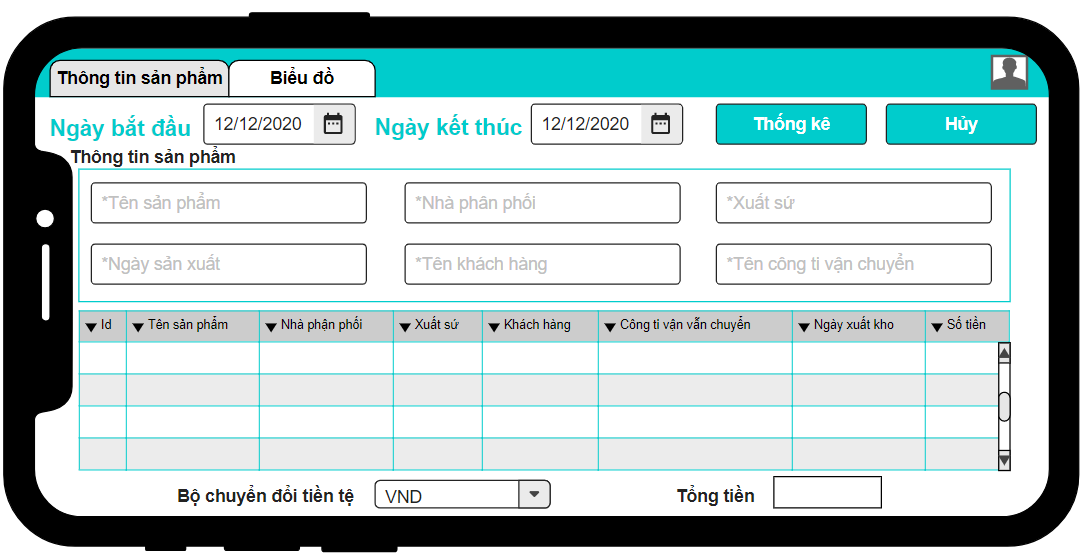 Thông tin sản phẩm Biểu đồ
Ngày bắt đầu 12/12/2020 Ngày kết thúc 12/12/2020 Thống kê Hủy
Thông tin sản phẩm
*Tên sản phẩm *Nhà phân phối *Xuất sứ
*Ngày sản xuất *Tên khách hàng *Tên công ti vận chuyển
Id Tên sản phẩm Nhà phận phối Xuất sứ Khách hàng Công ti vận vẫn chuyển Ngày xuất kho Số tiền
Bộ chuyển đổi tiền tệ VND Tổng tiền